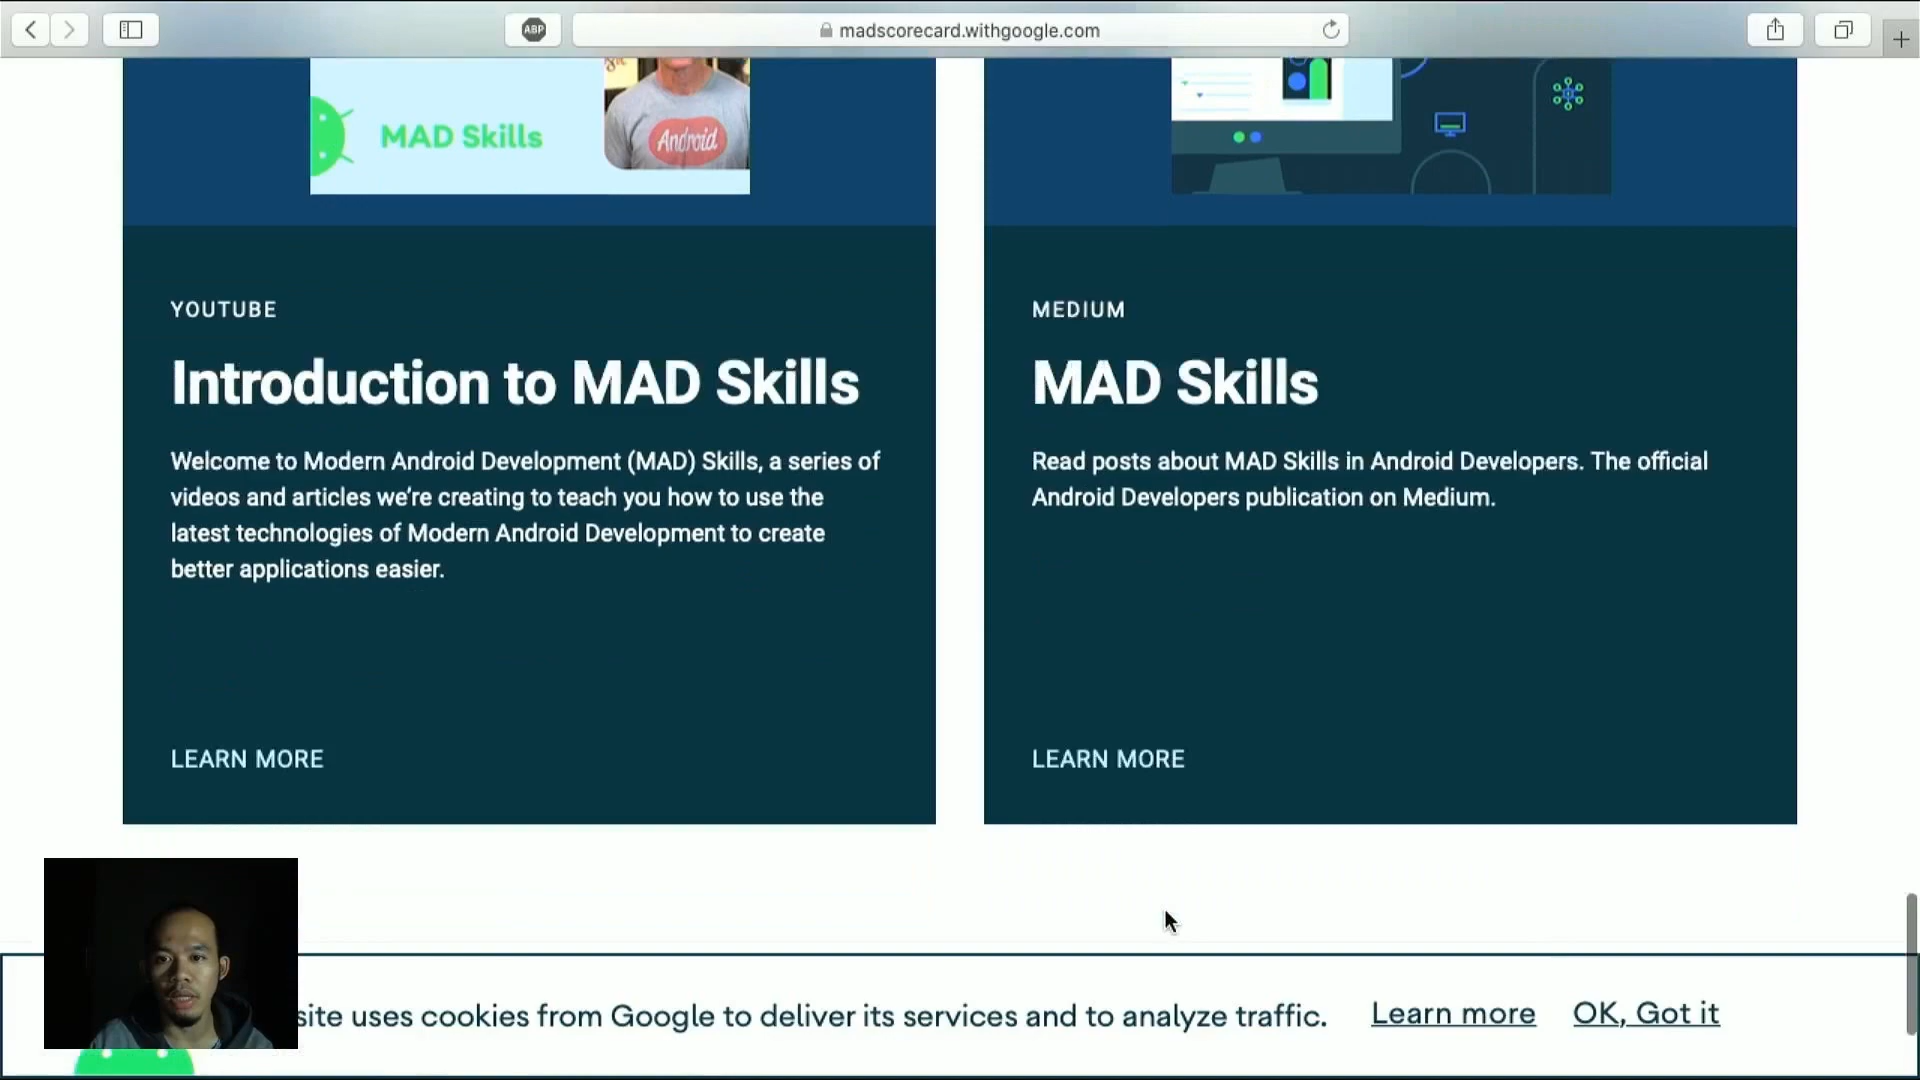 ABP
madscorecard.withgoogle.com
MAD Skills
Android
YOUTUBE
Introduction to MAD Skills
Welcome to Modern Android Development (MAD) Skills, a series of
videos and articles we’re creating to teach you how to use the
latest technologies of Modern Android Development to create
better applications easier.
LEARN MORE
MEDIUM
MAD Skills
Read posts about MAD Skills in Android Developers. The official
Android Developers publication on Medium.
LEARN MORE
site uses cookies from Google to deliver its services and to analyze traffic.
Learn more
OK, Got it